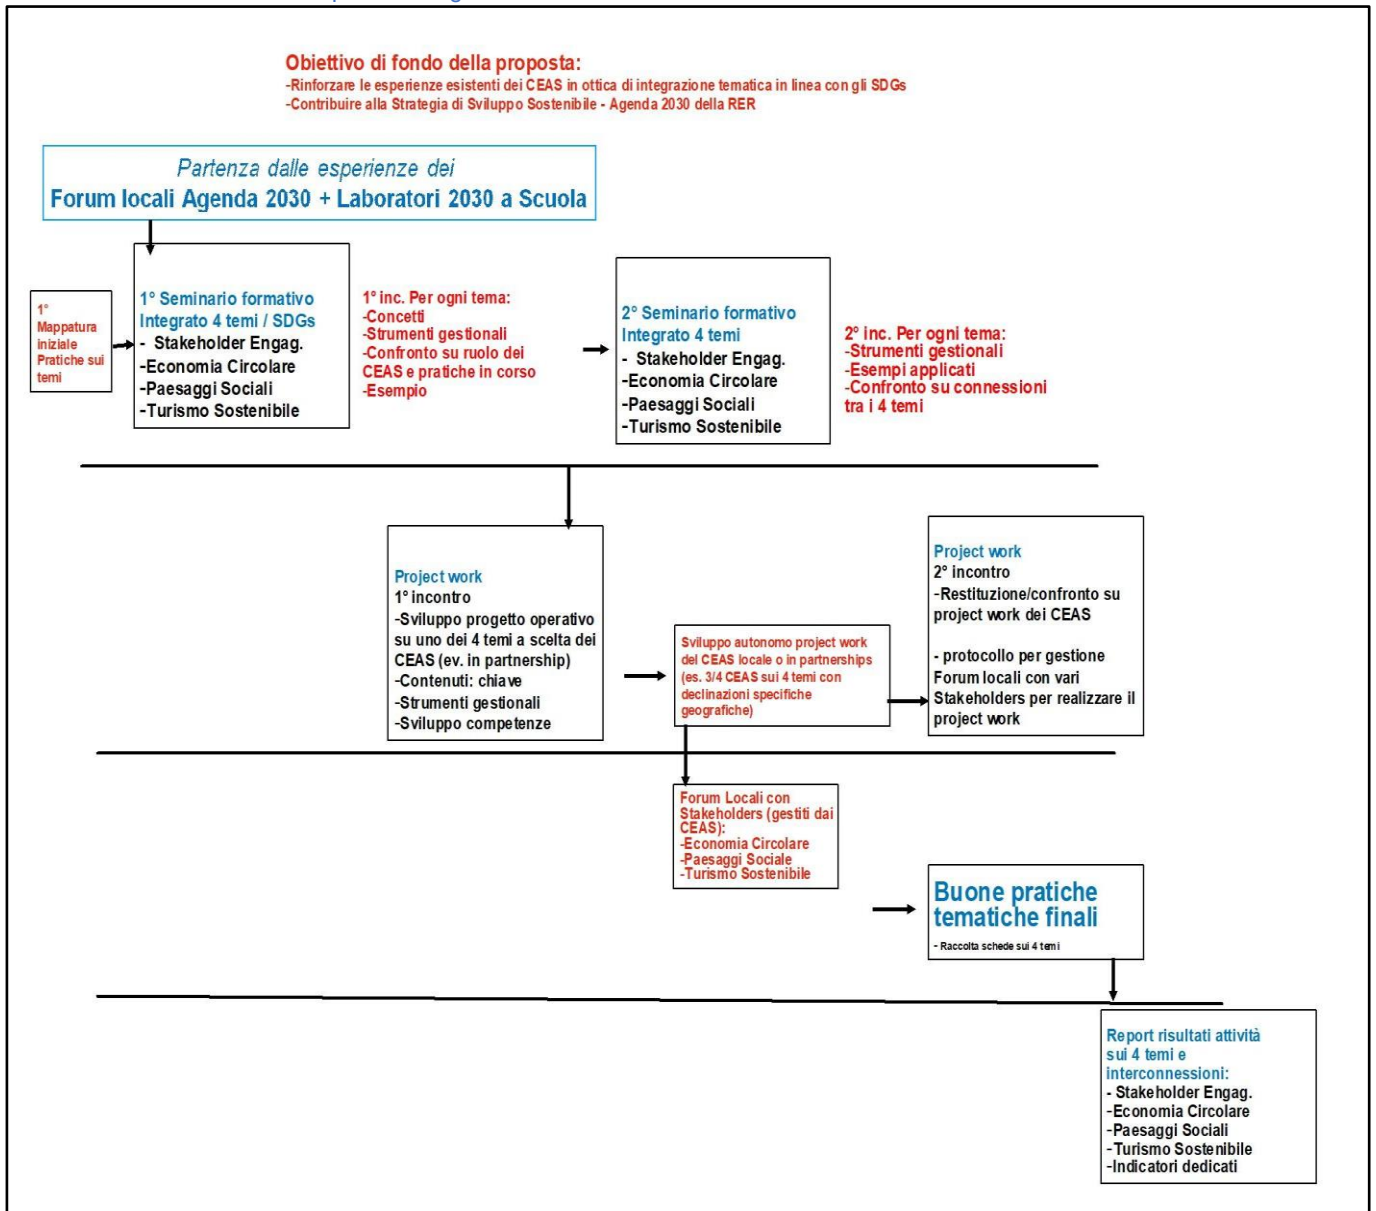 Obiettivo di fondo della proposta:
-Rinforzare le esperienze esistenti dei CEAS in ottica di integrazione tematica in linea con gli SDGs
-Contribuire alla Strategia di Sviluppo Sostenibile - Agenda 2030 della RER
Partenza dalle esperienze dei
Forum locali Agenda 2030 + Laboratori 2030 a Scuola
1°
Mappatura
iniziale
Pratiche sui
temi
1° Seminario formativo
Integrato 4 temi / SDGs
- Stakeholder Engag.
-Economia Circolare
-Paesaggi Sociali
-Turismo Sostenibile
1° inc. Per ogni tema:
-Concetti
-Strumenti gestionali
-Confronto su ruolo dei
CEAS e pratiche in corso
-Esempio
2° Seminario formativo
Integrato 4 temi
- Stakeholder Engag.
-Economia Circolare
-Paesaggi Sociali
-Turismo Sostenibile
2° inc. Per ogni tema:
-Strumenti gestionali
-Esempi applicati
-Confronto su connessioni
tra i 4 temi
Project work
1° incontro
-Sviluppo progetto operativo
su uno dei 4 temi a scelta dei
CEAS (ev. in partnership)
-Contenuti: chiave
-Strumenti gestionali
-Sviluppo competenze
Sviluppo autonomo project work
del CEAS locale o in partnerships
(es. 3/4 CEAS sui 4 temi con
declinazioni specifiche
geografiche)
Project work
2° incontro
-Restituzione/confronto su
project work dei CEAS
- protocollo per gestione
Forum locali con vari
Stakeholders per realizzare il
project work
Forum Locali con
Stakeholders (gestiti dai
CEAS):
-Economia Circolare
-Paesaggi Sociale
-Turismo Sostenibile
Buone pratiche
tematiche finali
- Raccolta schede sui 4 temi
Report risultati attività
sui 4 temi e
interconnessioni:
- Stakeholder Engag.
-Economia Circolare
-Paesaggi Sociali
-Turismo Sostenibile
-Indicatori dedicati